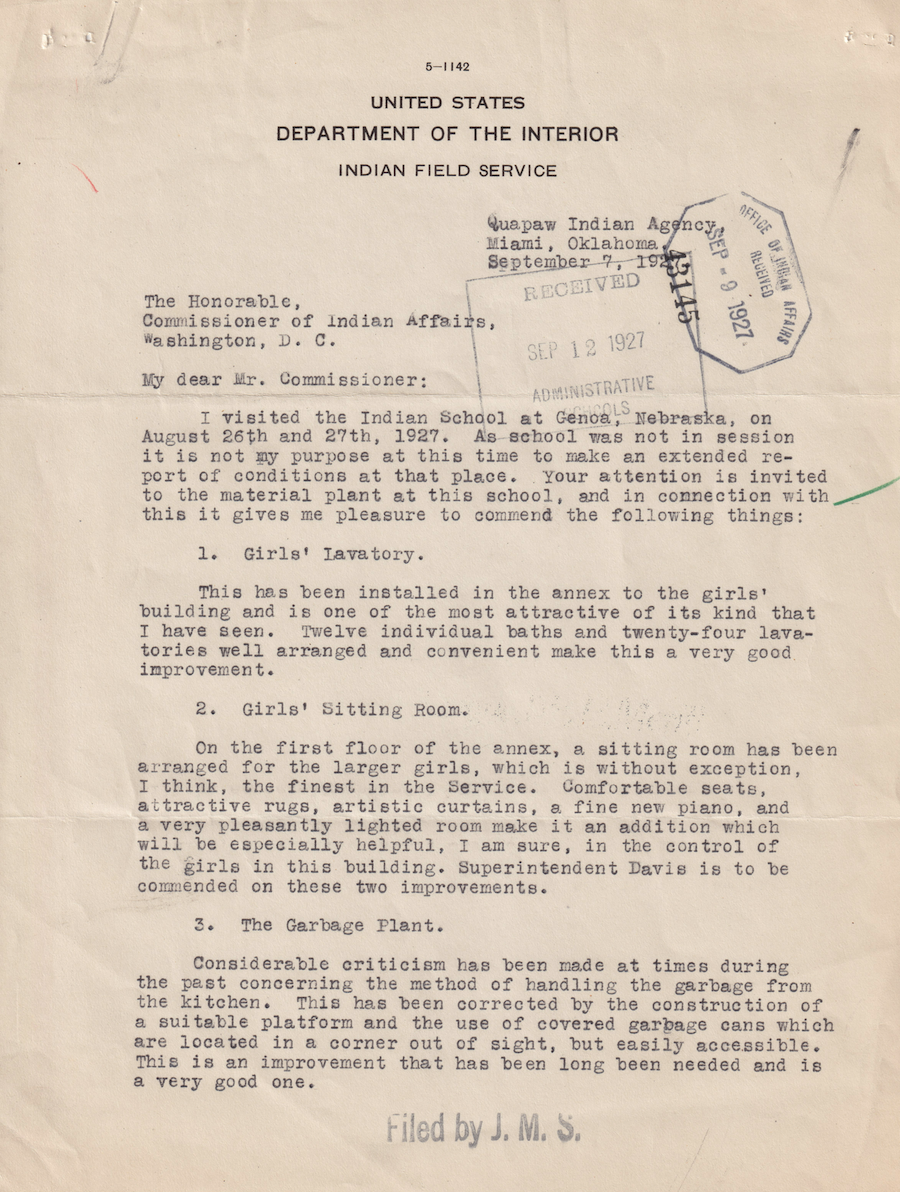 5-1142
UNITED STATES
DEPARTMENT OF THE INTERIOR
INDIAN FIELD SERVICE
Quapaw Indian Agency,
Miami, Oklahoma,
September 7, 192
43145
OFFICE OF INDIAN AFFAIRS
RECEIVED
SEP - 9 1927
RECEIVED
SEP 12 1927
ADMINISTRATIVE
SCHOOLS
The Honorable,
Commissioner of Indian Affairs,
Washington, D. C.
My dear Mr. Commissioner:
I visited the Indian School at Genoa, Nebraska, on
August 26th and 27th, 1927. As school was not in session
it is not my purpose at this time to make an extended re-
port of conditions at that place. Your attention is invited
to the material plant at this school, and in connection with
this it gives me pleasure to commend the following things:
1. Girls' Lavatory.
This has been installed in the annex to the girls'
building and is one of the most attractive of its kind that
I have seen. Twelve individual baths and twenty-four lava-
tories well arranged and convenient make this a very good
improvement.
2. Girls' Sitting Room.
On the first floor of the annex, a sitting room has been
arranged for the larger girls, which is without exception,
I think, the finest in the Service. Comfortable seats,
attractive rugs, artistic curtains, a fine new piano, and
a very pleasantly lighted room make it an addition which
will be especially helpful, I am sure, in the control of
the girls in this building. Superintendent Davis is to be
commended on these two improvements.
3. The Garbage Plant.
Considerable criticism has been made at times during
the past concerning the method of handling the garbage from
the kitchen. This has been corrected by the construction of
a suitable platform and the use of covered garbage cans which
are located in a corner out of sight, but easily accessible.
This is an improvement that has been long been needed and is
a very good one.
Filed by J. M. S.